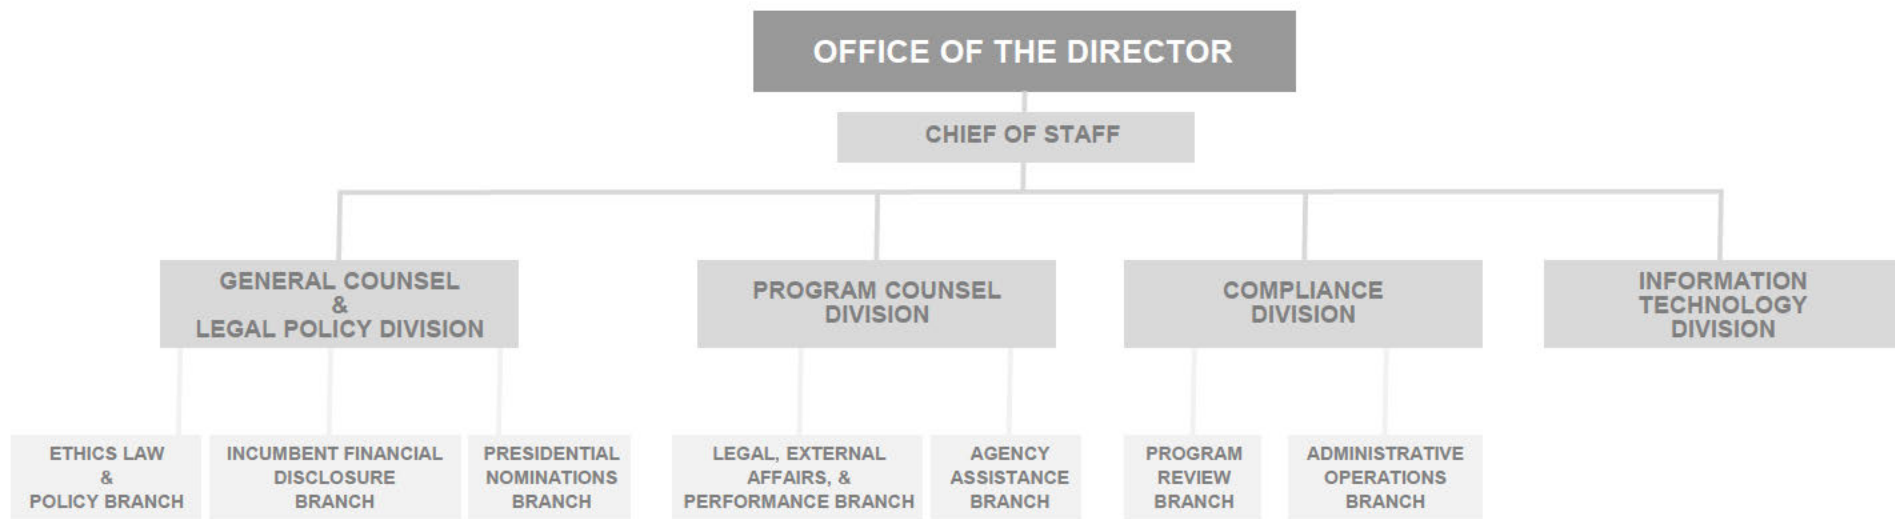 OFFICE OF THE DIRECTOR
CHIEF OF STAFF
GENERAL COUNSEL
&
LEGAL POLICY DIVISION
PROGRAM COUNSEL
DIVISION
COMPLIANCE
DIVISION
INFORMATION
TECHNOLOGY
DIVISION
ETHICS LAW
&
POLICY BRANCH
INCUMBENT FINANCIAL
DISCLOSURE
BRANCH
PRESIDENTIAL
NOMINATIONS
BRANCH
LEGAL, EXTERNAL
AFFAIRS, &
PERFORMANCE BRANCH
AGENCY
ASSISTANCE
BRANCH
PROGRAM
REVIEW
BRANCH
ADMINISTRATIVE
OPERATIONS
BRANCH